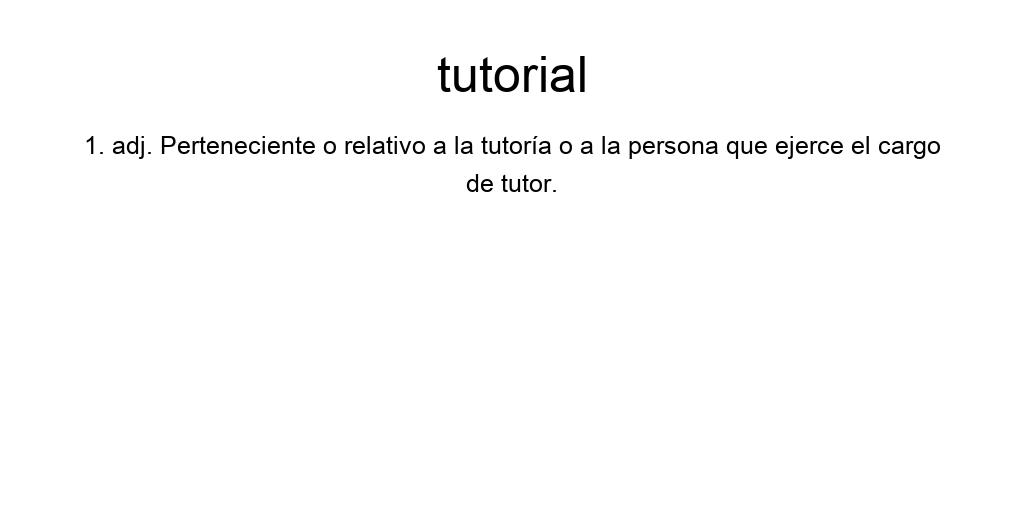 tutorial
1. adj. Perteneciente o relativo a la tutoría o a la persona que ejerce el cargo
de tutor.